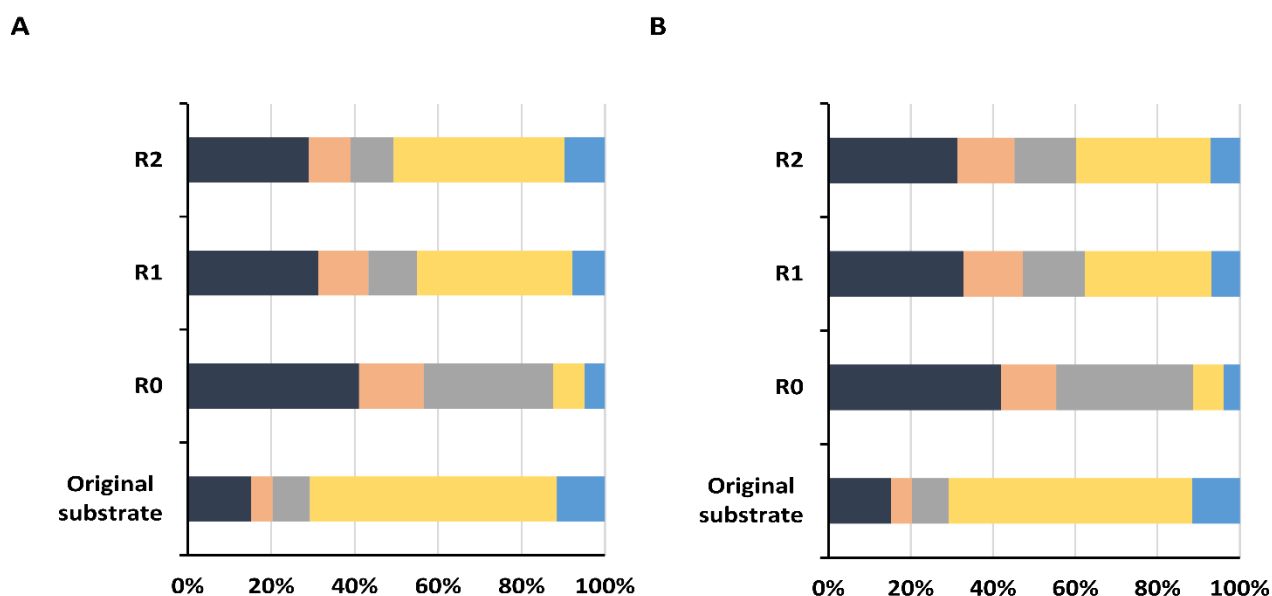 A
R2
R1
R0
Original
substrate
0% 20% 40% 60% 80% 100%
B
R2
R1
R0
Original
substrate
0% 20% 40% 60% 80% 100%